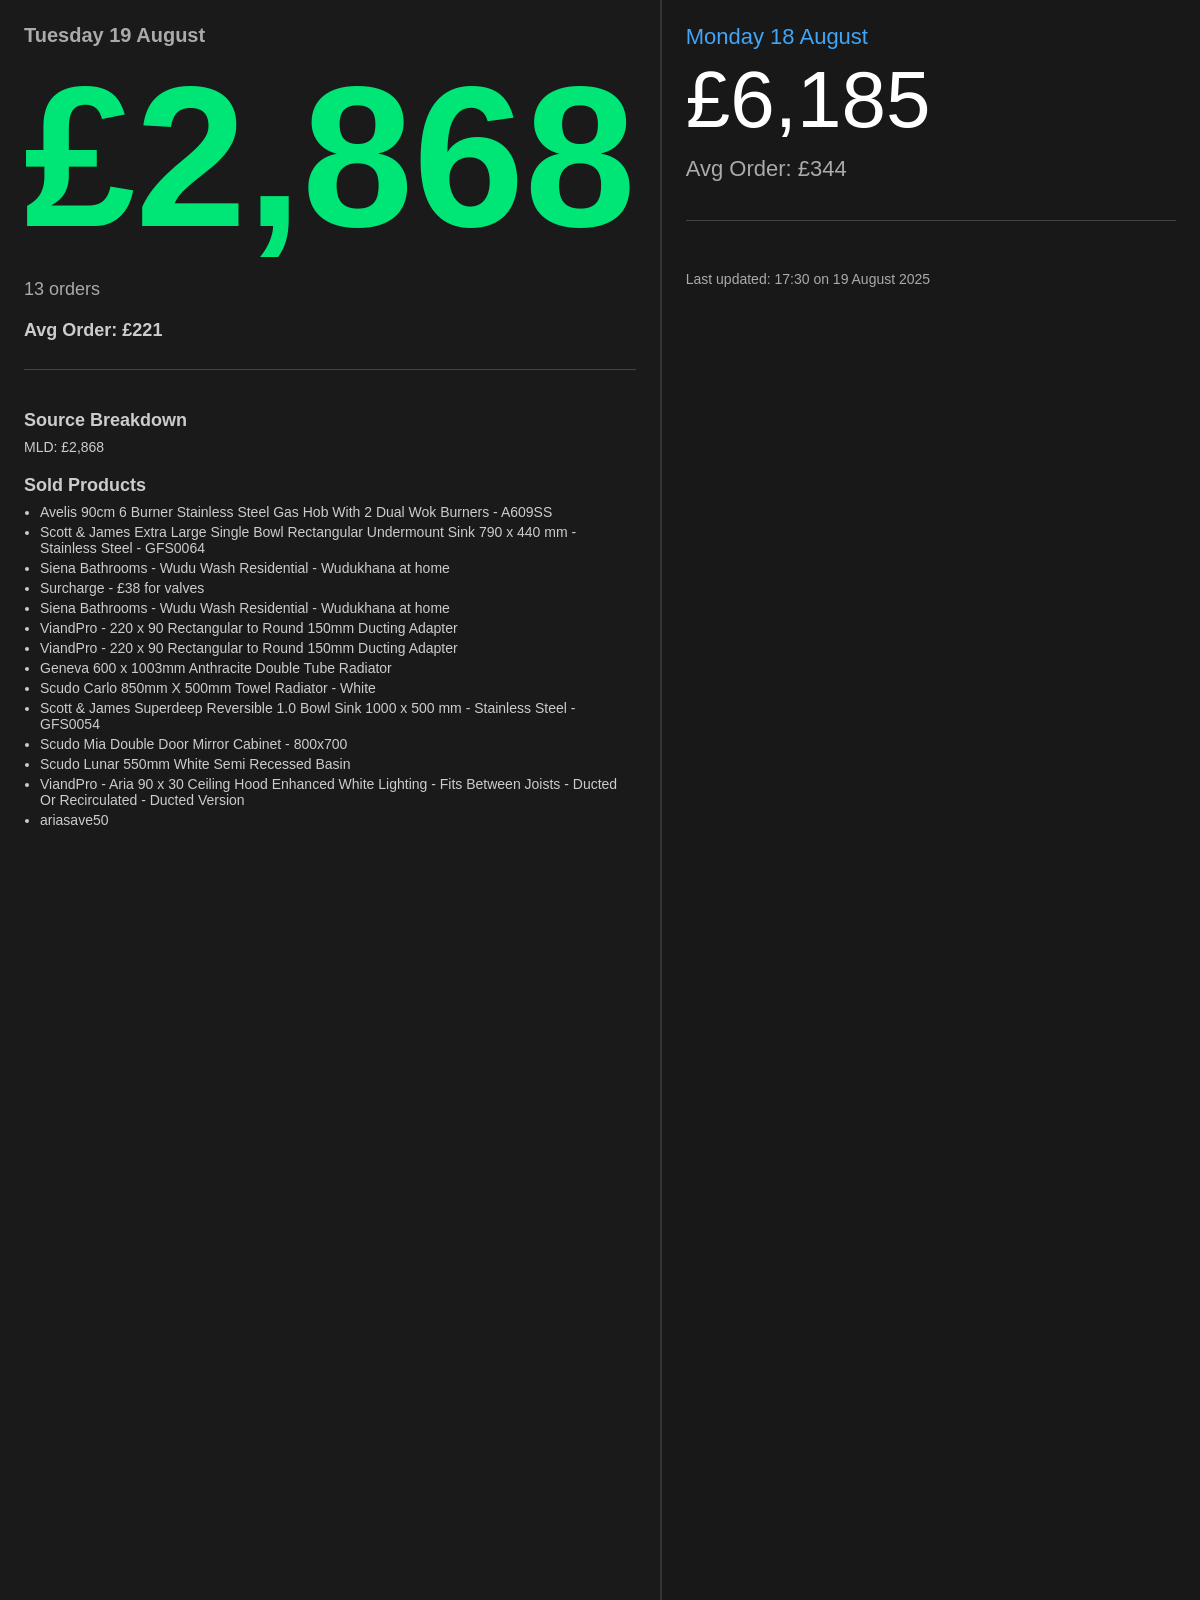 Tuesday 19 August
£2,868
13 orders
Avg Order: £221
Source Breakdown
MLD: £2,868
Sold Products
• Avelis 90cm 6 Burner Stainless Steel Gas Hob With 2 Dual Wok Burners - A609SS
• Scott & James Extra Large Single Bowl Rectangular Undermount Sink 790 x 440 mm -
Stainless Steel - GFS0064
• Siena Bathrooms - Wudu Wash Residential - Wudukhana at home
• Surcharge - £38 for valves
• Siena Bathrooms - Wudu Wash Residential - Wudukhana at home
• ViandPro - 220 x 90 Rectangular to Round 150mm Ducting Adapter
• ViandPro - 220 x 90 Rectangular to Round 150mm Ducting Adapter
• Geneva 600 x 1003mm Anthracite Double Tube Radiator
• Scudo Carlo 850mm X 500mm Towel Radiator - White
• Scott & James Superdeep Reversible 1.0 Bowl Sink 1000 x 500 mm - Stainless Steel -
GFS0054
• Scudo Mia Double Door Mirror Cabinet - 800x700
• Scudo Lunar 550mm White Semi Recessed Basin
• ViandPro - Aria 90 x 30 Ceiling Hood Enhanced White Lighting - Fits Between Joists - Ducted
Or Recirculated - Ducted Version
• ariasave50
Monday 18 August
£6,185
Avg Order: £344
Last updated: 17:30 on 19 August 2025